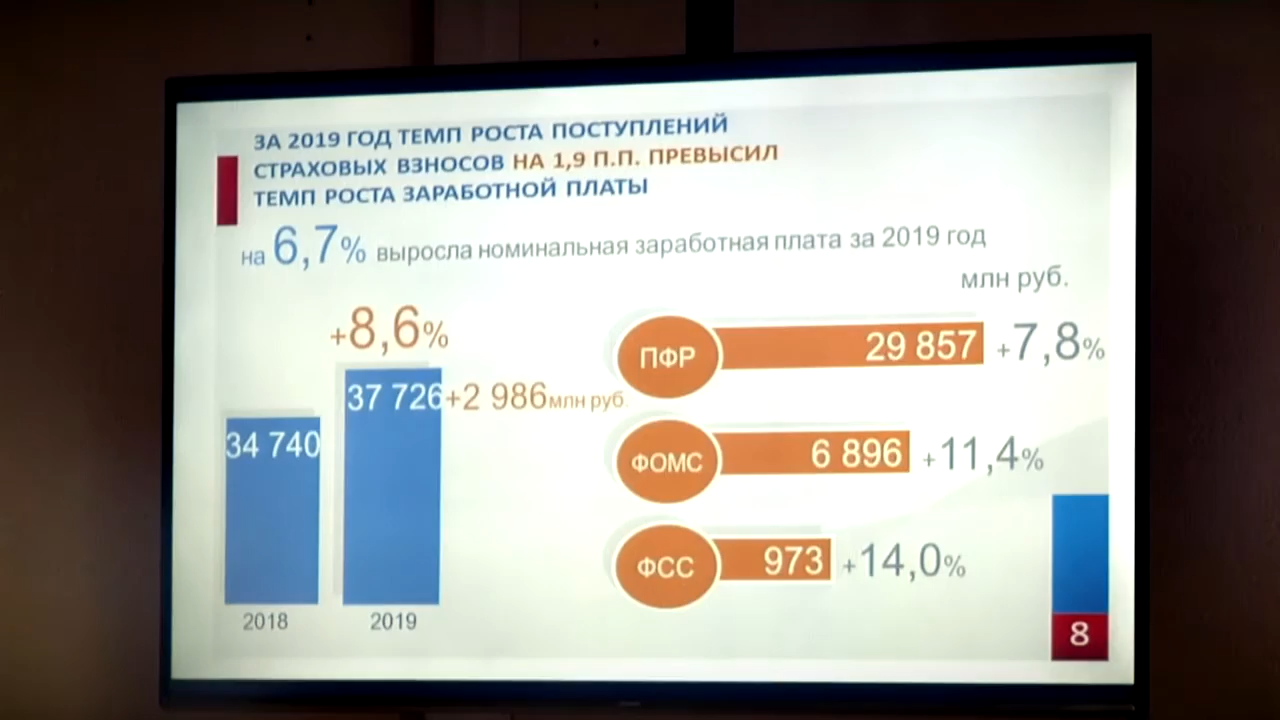 ЗА 2019 ГОД ТЕМП РОСТА ПОСТУПЛЕНИЙ
СТРАХОВЫХ ВЗНОСОВ НА 1,9 П.П. ПРЕВЫСИЛ
ТЕМП РОСТА ЗАРАБОТНОЙ ПЛАТЫ
на 6,7% выросла номинальная заработная плата за 2019 год
млн руб.
+8,6%
37 726 +2 986 млн руб.
34 740
2018
2019
ПФР 29 857 +7,8%
ФОМС 6 896 +11,4%
ФСС 973 +14,0%
8